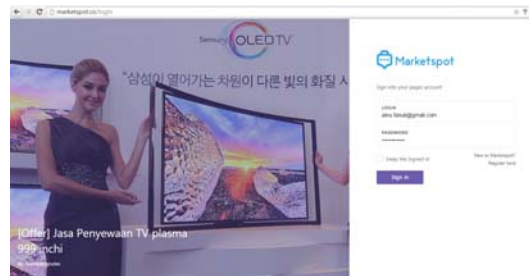 marketspot.co/login
Samsung OLED TV
"삼성이 열어가는 차원이 다른 빛의 화질 시
[Offer] Jasa Penyewaan TV plasma
999 inchi
Marketspot
Sign into your pages account
LOGIN
PASSWORD
Keep Me Signed in
New to Marketspot?
Register here
Sign in